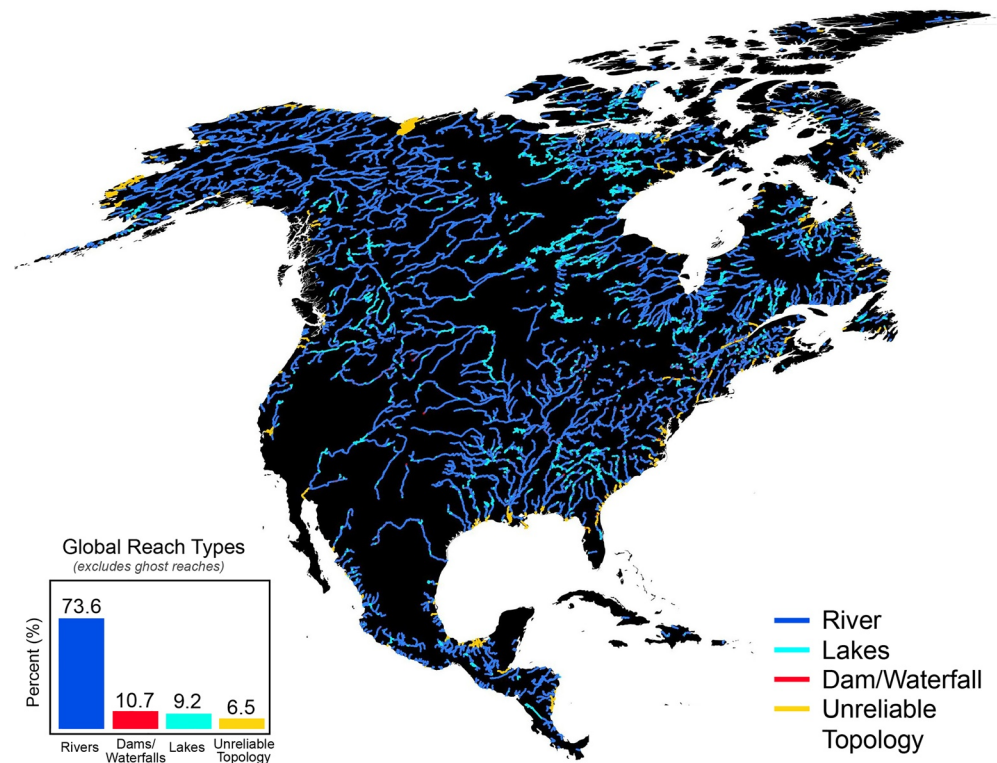 Global Reach Types
(excludes ghost reaches)
Percent (%)
73.6
10.7
9.2
6.5
Rivers
Dams/
Waterfalls
Lakes
Unreliable
Topology
River
Lakes
Dam/Waterfall
Unreliable
Topology